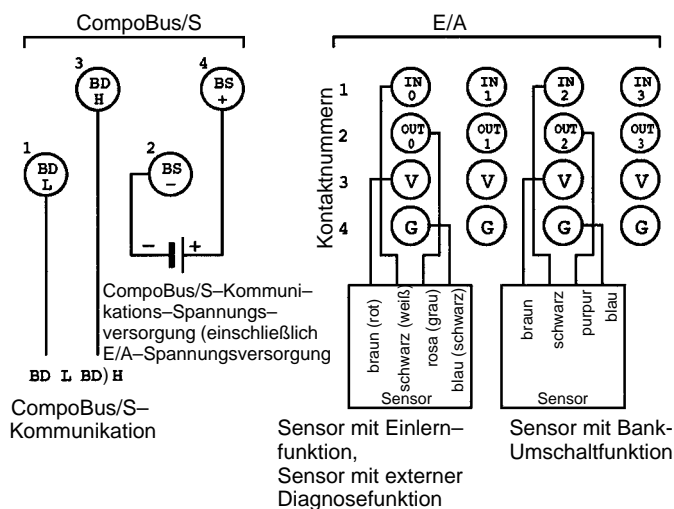 CompoBus/S
E/A
3
BD
H
4
BS
+
1
BD
L
2
BS
–
– +
CompoBus/S–Kommuni–
kations–Spannungs–
versorgung (einschließlich
E/A–Spannungsversorgung
BD L BD) H
CompoBus/S–
Kommunikation
Kontaktnummern
1
2
3
4
IN
0
IN
1
IN
2
IN
3
OUT
0
OUT
1
OUT
2
OUT
3
V
V
V
V
G
G
G
G
braun (rot)
schwarz (weiß)
rosa (grau)
blau (schwarz)
Sensor
braun
schwarz
purpur
blau
Sensor
Sensor mit Einlern–
funktion,
Sensor mit externer
Diagnosefunktion
Sensor mit Bank-
Umschaltfunktion